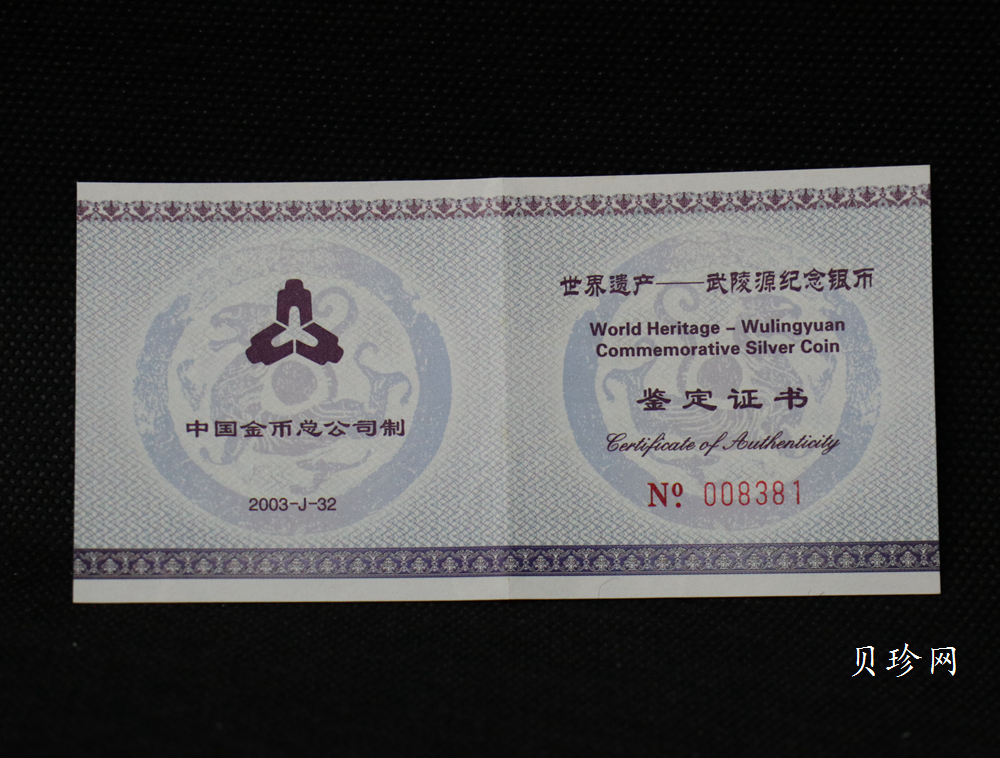 中国金币总公司制
2003-J-32
世界遗产——武陵源纪念银币
World Heritage – Wulingyuan
Commemorative Silver Coin
鉴定证书
Certificate of Authenticity
Nº 008381
贝珍网